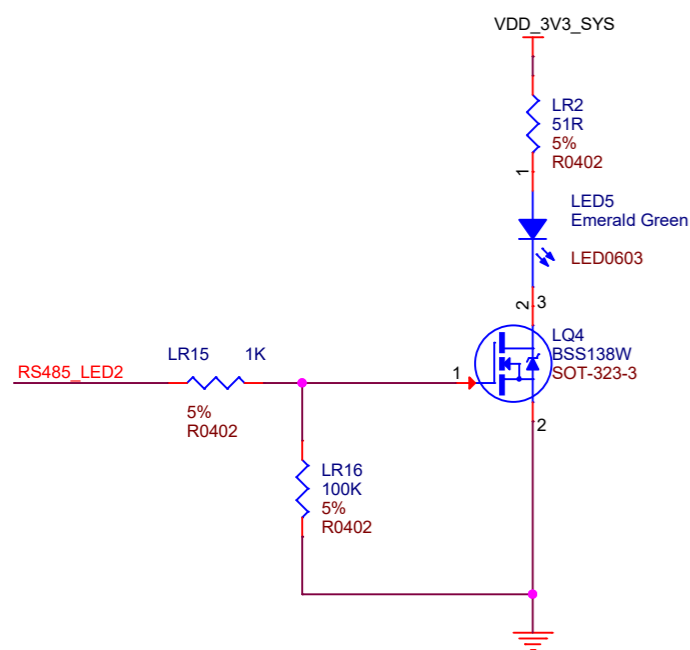 VDD_3V3_SYS
LR2
51R
5%
R0402
1
LED5
Emerald Green
LED0603
2
3
LQ4
BSS138W
SOT-323-3
LR15 1K
RS485_LED2
1
5%
R0402
2
LR16
100K
5%
R0402